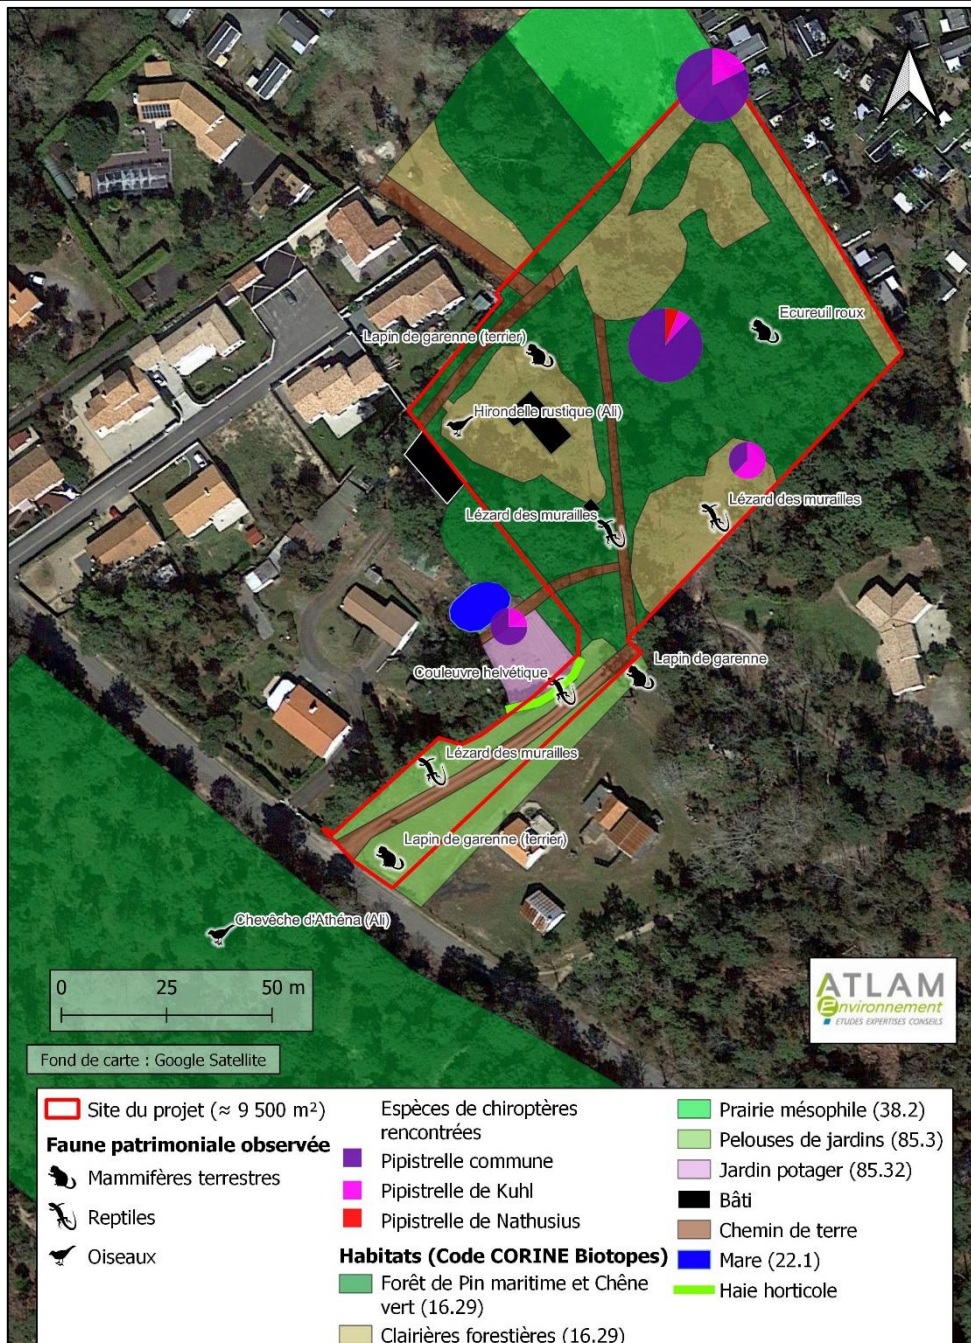 Ecureuil roux
Lapin de garenne (terrier)
Hirondelle rustique (Ali)
Lézard des murailles
Lézard des murailles
Lapin de garenne
Couleuvre helvétique
Lézard des murailles
Lapin de garenne (terrier)
Chevêche d'Athéna (Ali)
0 25 50 m
Fond de carte : Google Satellite
ATLAM
environnement
ETUDES EXPERTISES CONSEILS
Site du projet (≈ 9 500 m²)
Faune patrimoniale observée
Mammifères terrestres
Reptiles
Oiseaux
Espèces de chiroptères
rencontrées
Pipistrelle commune
Pipistrelle de Kuhl
Pipistrelle de Nathusius
Habitats (Code CORINE Biotopes)
Forêt de Pin maritime et Chêne
vert (16.29)
Clairières forestières (16.29)
Prairie mésophile (38.2)
Pelouses de jardins (85.3)
Jardin potager (85.32)
Bâti
Chemin de terre
Mare (22.1)
Haie horticole